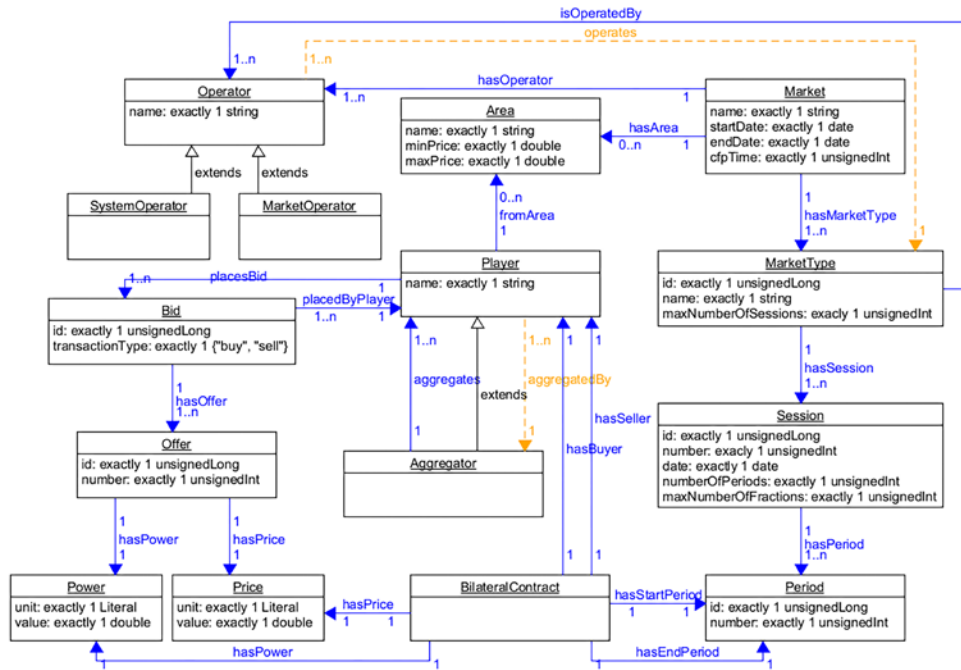 isOperatedBy
operates
1..n
1..n
hasOperator
1..n
1
Operator
name: exactly 1 string
Market
name: exactly 1 string
startDate: exactly 1 date
endDate: exactly 1 date
cfpTime: exactly 1 unsignedInt
Area
name: exactly 1 string
minPrice: exactly 1 double
maxPrice: exactly 1 double
hasArea
0..n
1
extends
extends
SystemOperator
MarketOperator
0..n
fromArea
1
1
hasMarketType
1..n
1
Player
name: exactly 1 string
MarketType
id: exactly 1 unsignedLong
name: exactly 1 string
maxNumberOfSessions: exacly 1 unsignedInt
placesBid
1..n
1
placedByPlayer
1..n
1
Bid
id: exactly 1 unsignedLong
transactionType: exactly 1 {"buy", "sell"}
1..n
1..n
1
1
aggregates
aggregatedBy
extends
1
1
1
hasSession
1..n
1
hasOffer
1..n
hasSeller
hasBuyer
Offer
id: exactly 1 unsignedLong
number: exactly 1 unsignedInt
Aggregator
Session
id: exactly 1 unsignedLong
number: exacly 1 unsignedInt
date: exactly 1 date
numberOfPeriods: exactly 1 unsignedInt
maxNumberOfFractions: exactly 1 unsignedInt
1
hasPower
1
1
hasPrice
1
1
1
1
hasPeriod
1..n
Power
unit: exactly 1 Literal
value: exactly 1 double
Price
unit: exactly 1 Literal
value: exactly 1 double
BilateralContract
Period
id: exactly 1 unsignedLong
number: exactly 1 unsignedInt
hasPrice
1
1
hasStartPeriod
1
1
hasPower
1
1
hasEndPeriod
1
1